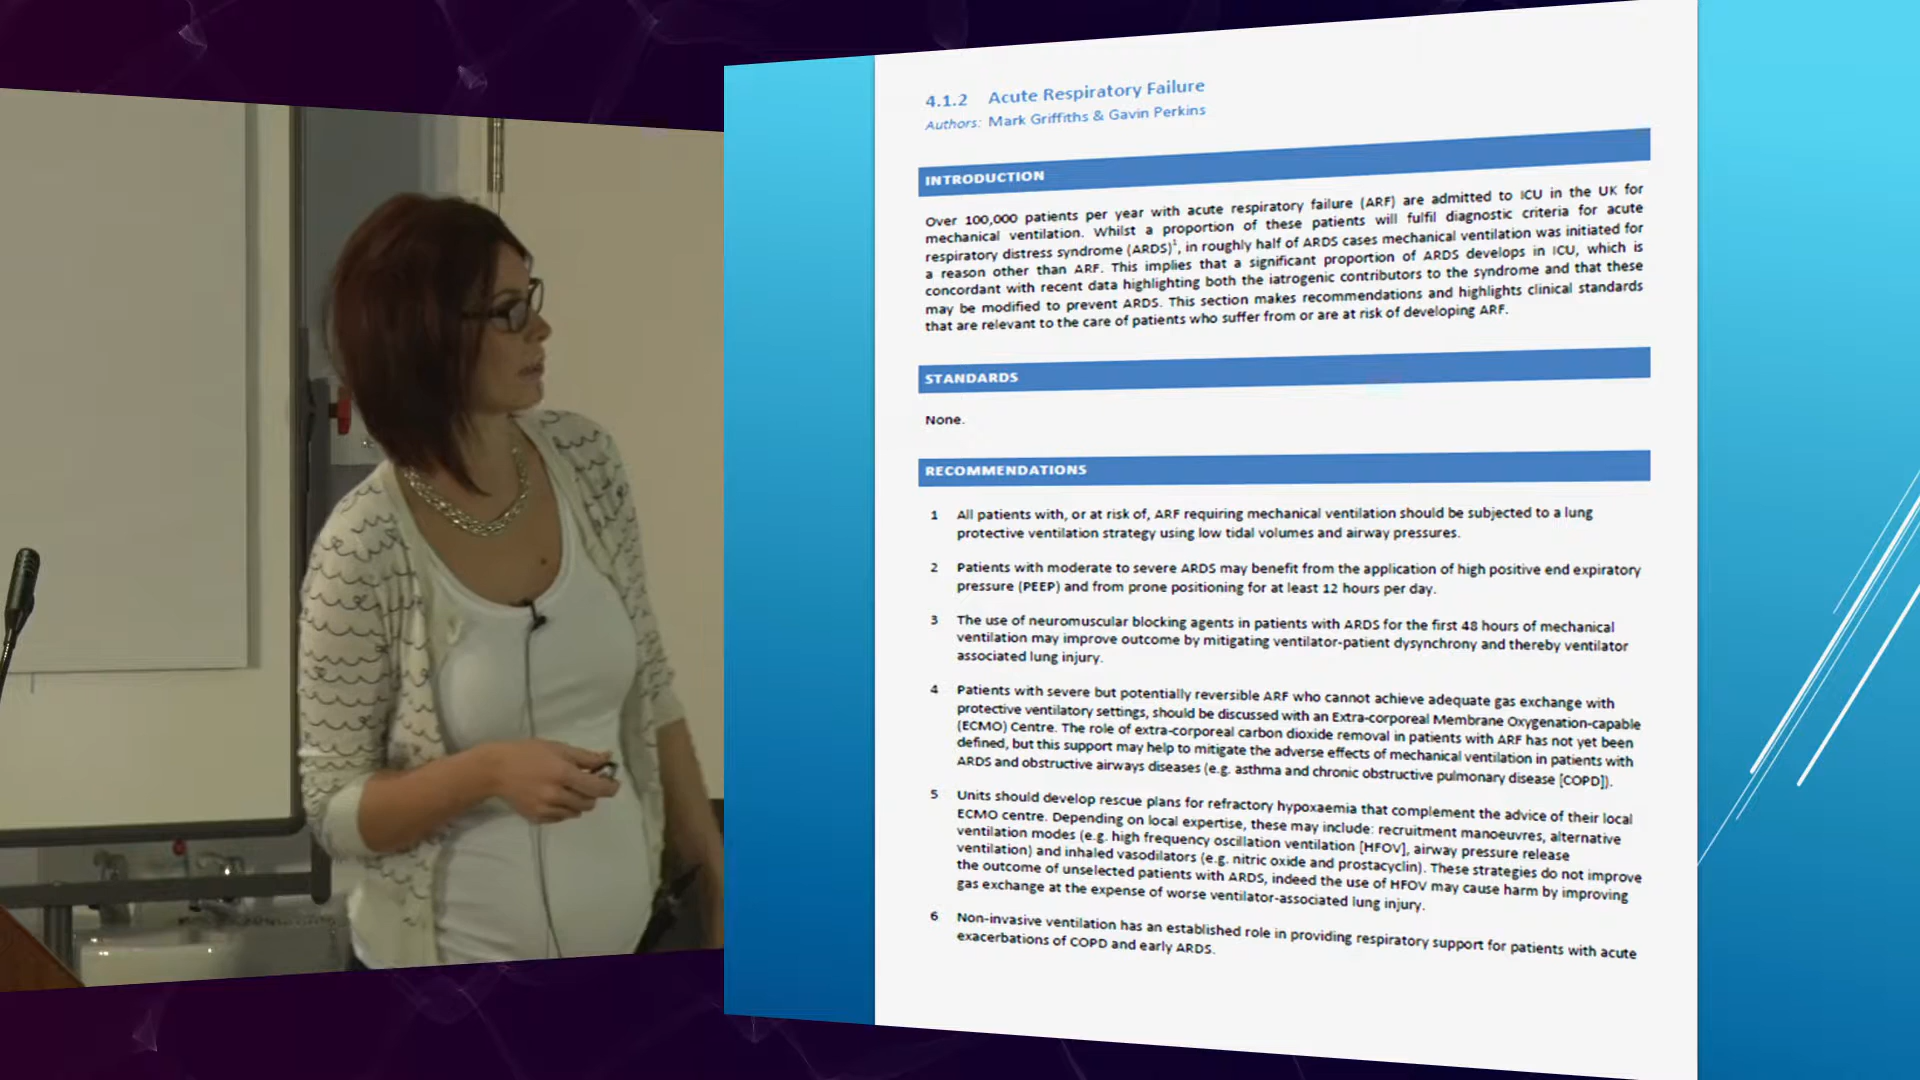 4.1.2 Acute Respiratory Failure
Authors: Mark Griffiths & Gavin Perkins
INTRODUCTION
Over 100,000 patients per year with acute respiratory failure (ARF) are admitted to ICU in the UK for
mechanical ventilation. Whilst a proportion of these patients will fulfil diagnostic criteria for acute
respiratory distress syndrome (ARDS)¹, in roughly half of ARDS cases mechanical ventilation was initiated for
a reason other than ARF. This implies that a significant proportion of ARDS develops in ICU, which is
concordant with recent data highlighting both the iatrogenic contributors to the syndrome and that these
may be modified to prevent ARDS. This section makes recommendations and highlights clinical standards
that are relevant to the care of patients who suffer from or are at risk of developing ARF.
STANDARDS
None.
RECOMMENDATIONS
1 All patients with, or at risk of, ARF requiring mechanical ventilation should be subjected to a lung
protective ventilation strategy using low tidal volumes and airway pressures.
2 Patients with moderate to severe ARDS may benefit from the application of high positive end expiratory
pressure (PEEP) and from prone positioning for at least 12 hours per day.
3 The use of neuromuscular blocking agents in patients with ARDS for the first 48 hours of mechanical
ventilation may improve outcome by mitigating ventilator-patient dysynchrony and thereby ventilator
associated lung injury.
4 Patients with severe but potentially reversible ARF who cannot achieve adequate gas exchange with
protective ventilatory settings, should be discussed with an Extra-corporeal Membrane Oxygenation-capable
(ECMO) Centre. The role of extra-corporeal carbon dioxide removal in patients with ARF has not yet been
defined, but this support may help to mitigate the adverse effects of mechanical ventilation in patients with
ARDS and obstructive airways diseases (e.g. asthma and chronic obstructive pulmonary disease [COPD]).
5 Units should develop rescue plans for refractory hypoxaemia that complement the advice of their local
ECMO centre. Depending on local expertise, these may include: recruitment manoeuvres, alternative
ventilation modes (e.g. high frequency oscillation ventilation [HFOV], airway pressure release
ventilation) and inhaled vasodilators (e.g. nitric oxide and prostacyclin). These strategies do not improve
the outcome of unselected patients with ARDS, indeed the use of HFOV may cause harm by improving
gas exchange at the expense of worse ventilator-associated lung injury.
6 Non-invasive ventilation has an established role in providing respiratory support for patients with acute
exacerbations of COPD and early ARDS.